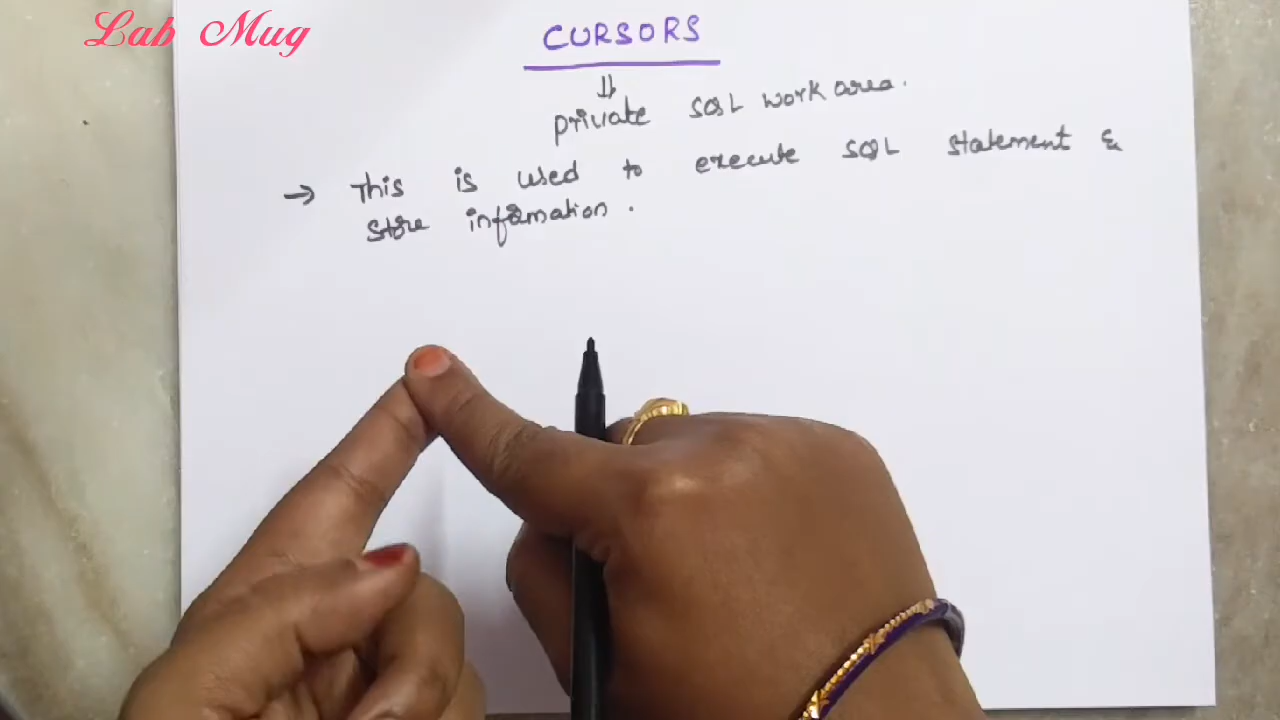 Lab Mug
CURSORS
⇓
private SQL work area.
→ This is used to execute SQL statement &
store information.